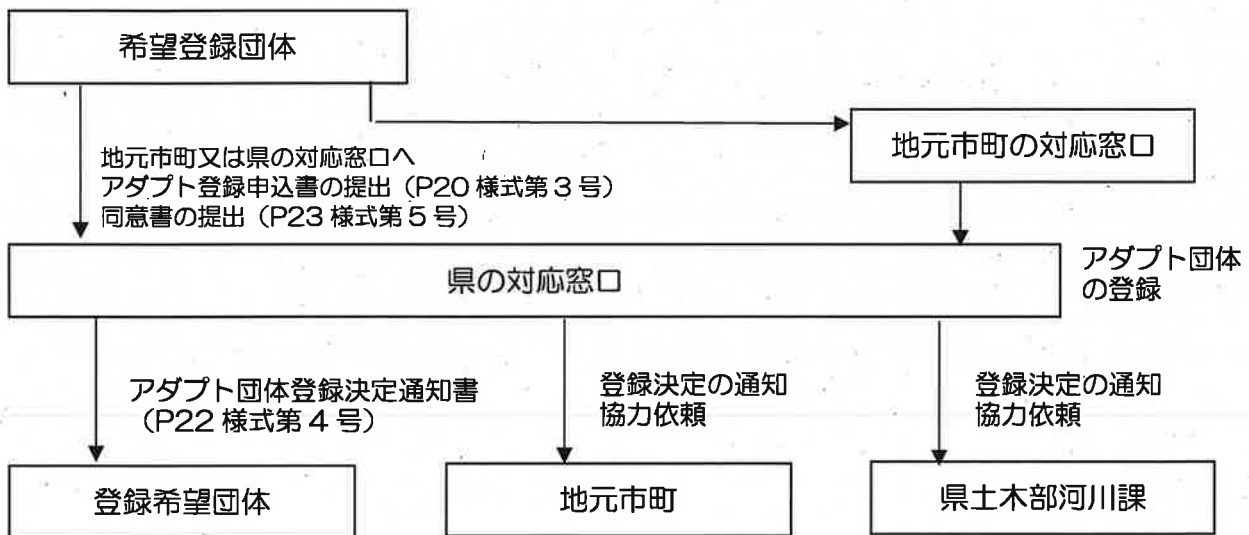 希望登録団体
地元市町の対応窓口
地元市町又は県の対応窓口へ
アダプト登録申込書の提出（P20 様式第３号）
同意書の提出（P23 様式第５号）
県の対応窓口
アダプト団体
の登録
アダプト団体登録決定通知書
（P22 様式第４号）
登録決定の通知
協力依頼
登録決定の通知
協力依頼
登録希望団体
地元市町
県土木部河川課